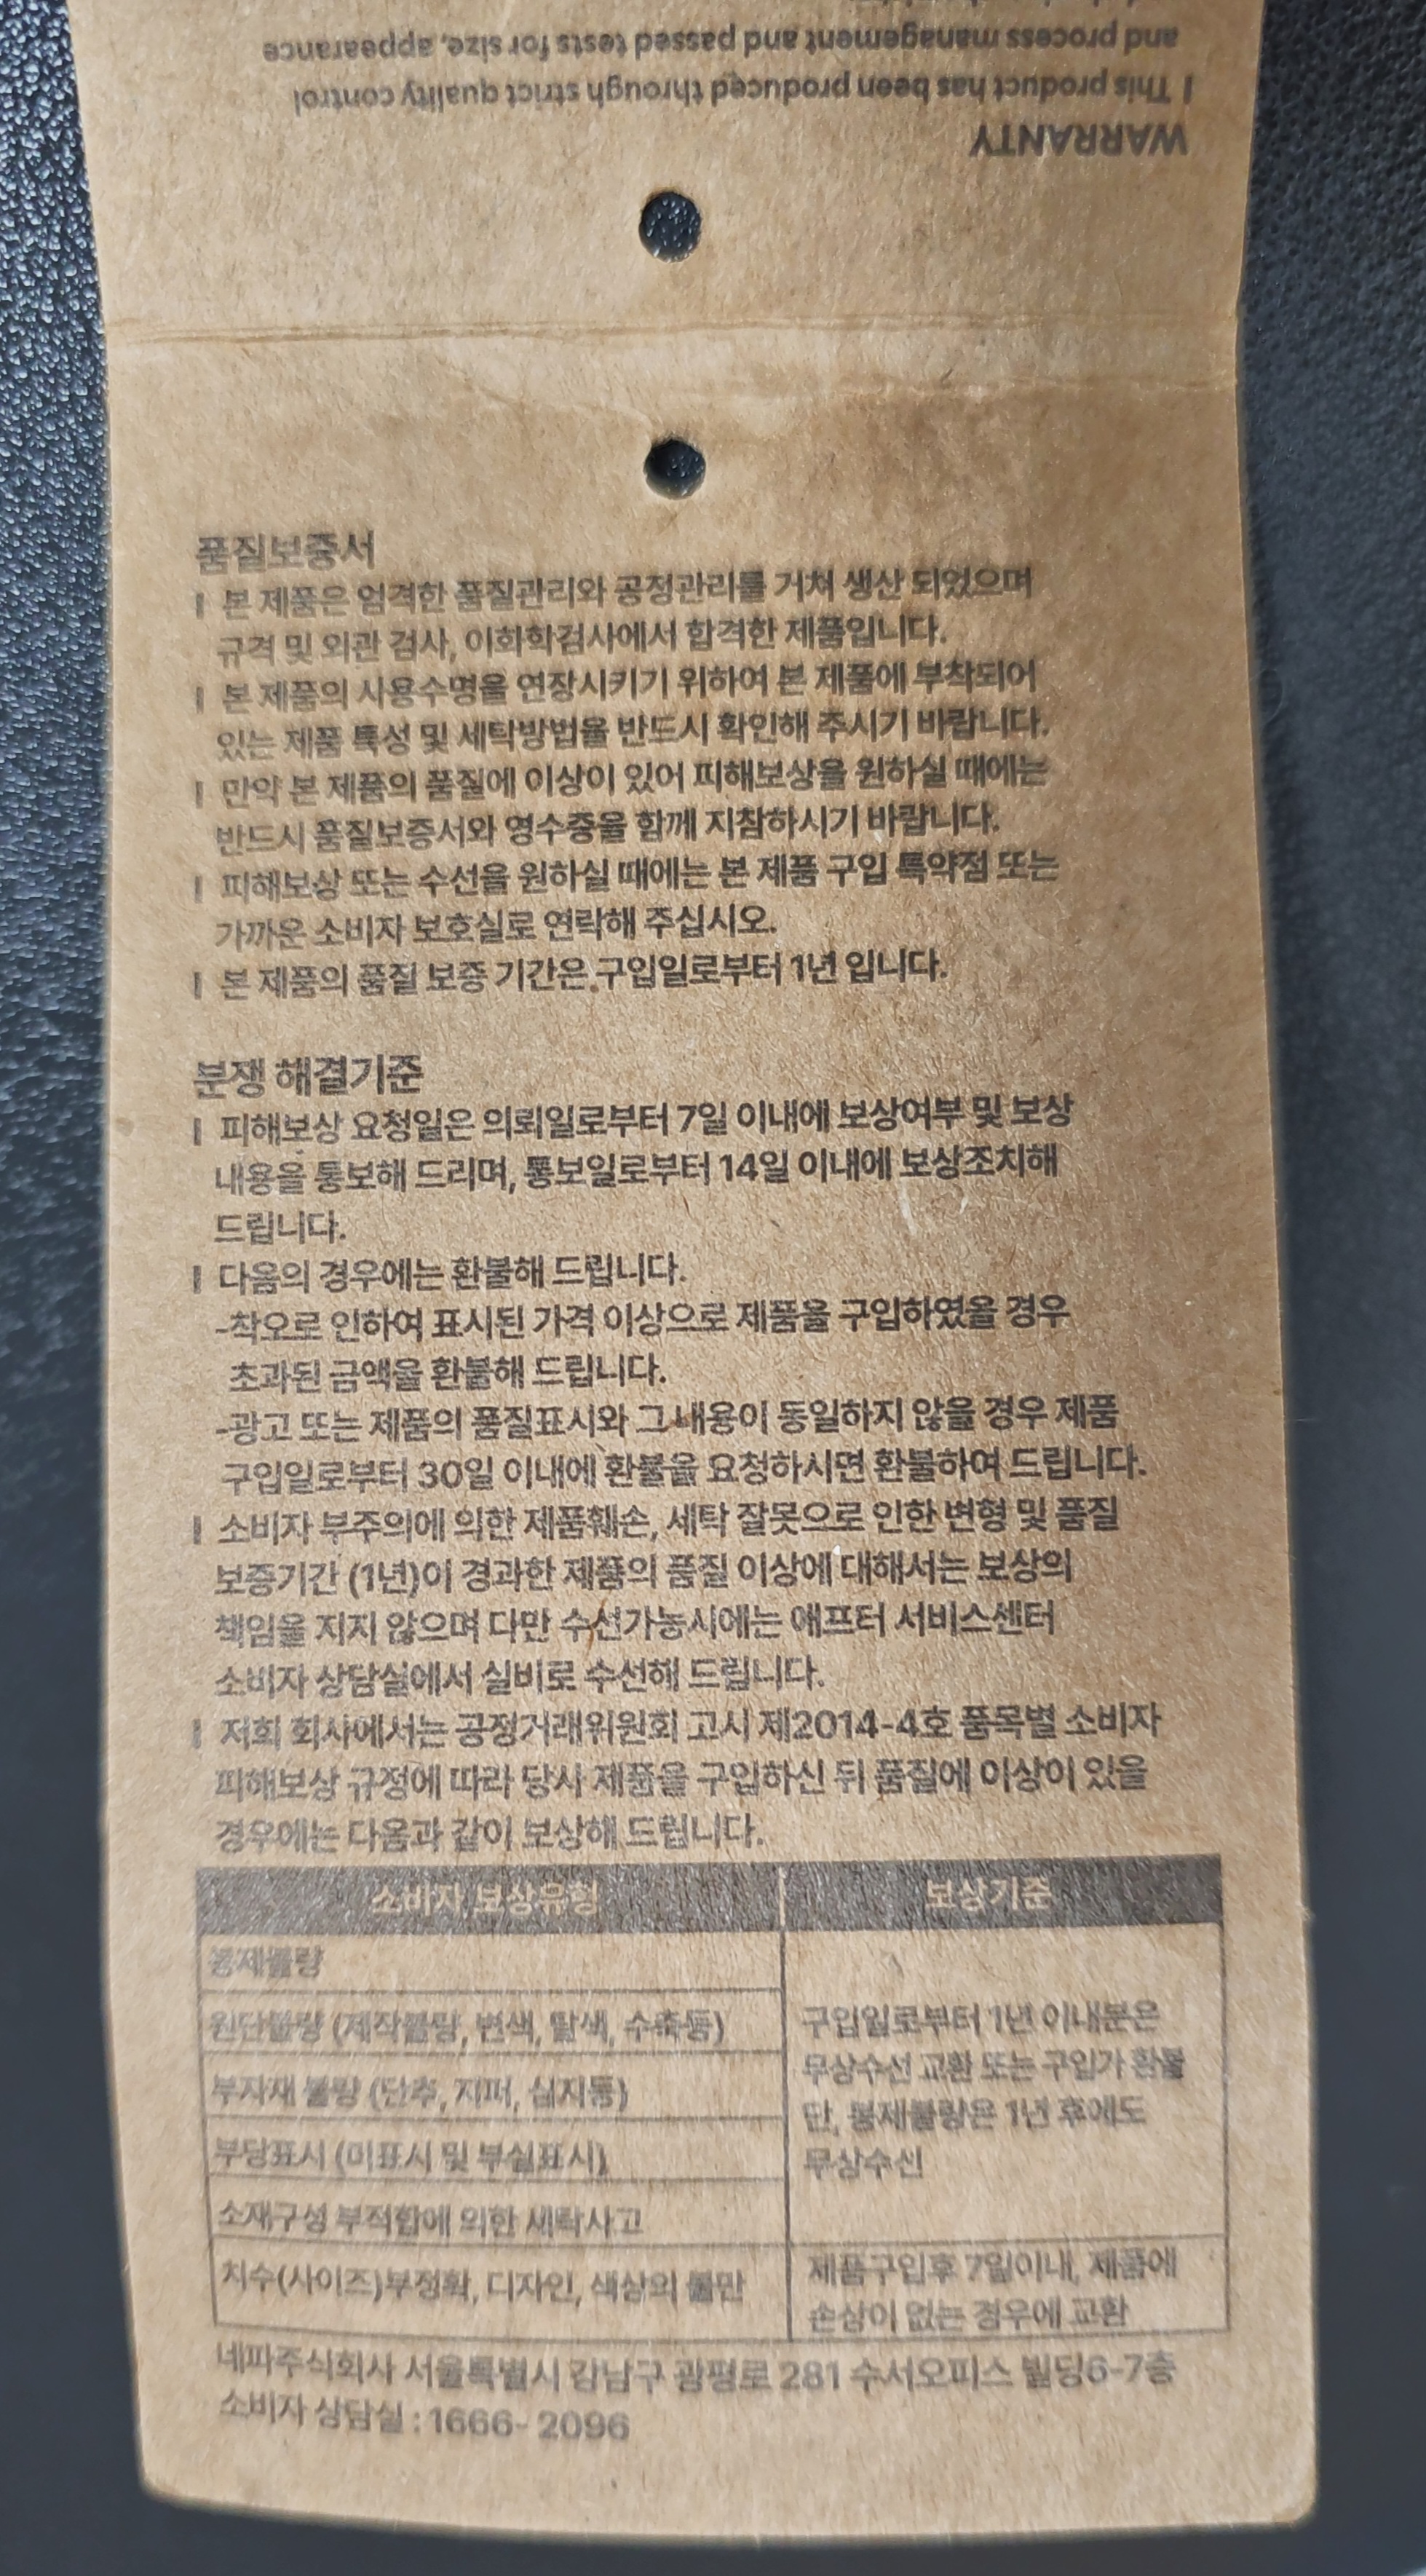 and process management and passed tests for size, appearance
I This product has been produced through strict quality control
WARRANTY
품질보증서
I 본 제품은 엄격한 품질관리와 공정관리를 거쳐 생산 되었으며
규격 및 외관 검사, 이화학검사에서 합격한 제품입니다.
I 본 제품의 사용수명을 연장시키기 위하여 본 제품에 부착되어
있는 제품 특성 및 세탁방법을 반드시 확인해 주시기 바랍니다.
I 만약 본 제품의 품질에 이상이 있어 피해보상을 원하실 때에는
반드시 품질보증서와 영수증을 함께 지참하시기 바랍니다.
I 피해보상 또는 수선을 원하실 때에는 본 제품 구입 특약점 또는
가까운 소비자 보호실로 연락해 주십시오.
I 본 제품의 품질 보증 기간은 구입일로부터 1년 입니다.
분쟁 해결기준
I 피해보상 요청일은 의뢰일로부터 7일 이내에 보상여부 및 보상
내용을 통보해 드리며, 통보일로부터 14일 이내에 보상조치해
드립니다.
I 다음의 경우에는 환불해 드립니다.
-착오로 인하여 표시된 가격 이상으로 제품을 구입하였을 경우
초과된 금액을 환불해 드립니다.
-광고 또는 제품의 품질표시와 그 내용이 동일하지 않을 경우 제품
구입일로부터 30일 이내에 환불을 요청하시면 환불하여 드립니다.
I 소비자 부주의에 의한 제품훼손, 세탁 잘못으로 인한 변형 및 품질
보증기간 (1년)이 경과한 제품의 품질 이상에 대해서는 보상의
책임을 지지 않으며 다만 수선가능시에는 애프터 서비스센터
소비자 상담실에서 실비로 수선해 드립니다.
I 저희 회사에서는 공정거래위원회 고시 제2014-4호 품목별 소비자
피해보상 규정에 따라 당사 제품을 구입하신 뒤 품질에 이상이 있을
경우에는 다음과 같이 보상해 드립니다.
소비자 보상유형
보상기준
봉제불량
원단불량 (제작불량, 변색, 탈색, 수축등)
부자재 불량 (단추, 지퍼, 심지등)
부당표시 (미표시 및 부실표시)
소재구성 부적합에 의한 세탁사고
구입일로부터 1년 이내분은
무상수선 교환 또는 구입가 환불
단, 봉제불량은 1년 후에도
무상수선
치수(사이즈)부정확, 디자인, 색상의 불만
제품구입후 7일이내, 제품에
손상이 없는 경우에 교환
네파주식회사 서울특별시 강남구 광평로 281 수서오피스 빌딩6-7층
소비자 상담실 : 1666- 2096